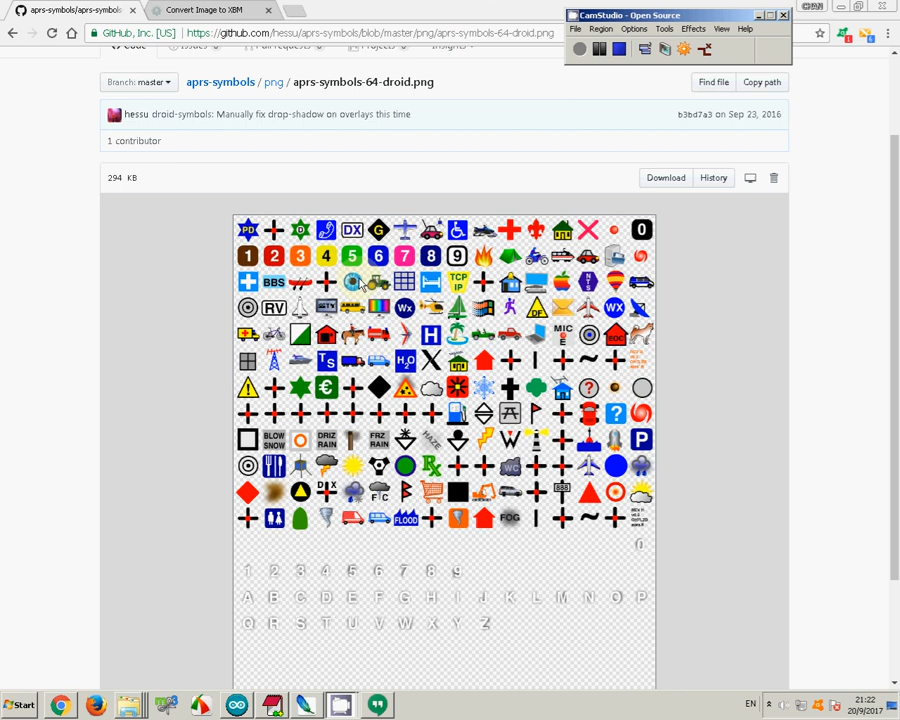 aprs-symbols/aprs-symbols
Convert Image to XBM
CHAN
GitHub, Inc. [US]
https://github.com/hessu/aprs-symbols/blob/master/png/aprs-symbols-64-droid.png
CamStudio - Open Source
File Region Options Tools Effects View Help
Branch: master
aprs-symbols / png / aprs-symbols-64-droid.png
Find file
Copy path
hessu droid-symbols: Manually fix drop-shadow on overlays this time
b3bd7a3 on Sep 23, 2016
1 contributor
294 KB
Download
History
PD D DX G 0
1 2 3 4 5 6 7 8 9
BBS TCP IP
RV Wx DF WX
H MIC E EOC
TS H2O X ~
€ ?
?
BLOW SNOW DRIZ RAIN FRZ RAIN HAZE W P
Rx WC
DX FC 888
FLOOD FOG ~
0
1 2 3 4 5 6 7 8 9
A B C D E F G H I J K L M N O P
Q R S T U V W X Y Z
Start
EN
21:22
20/9/2017